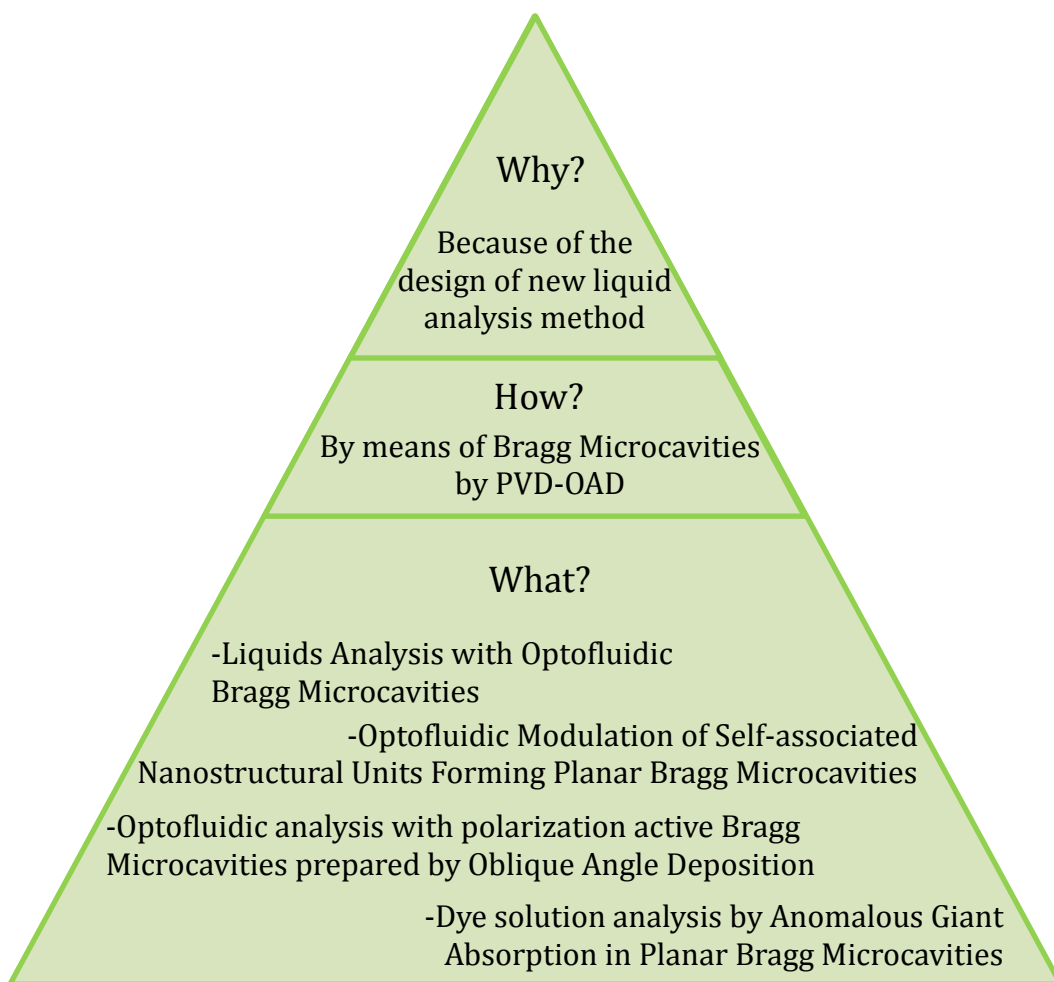 Why?
Because of the
design of new liquid
analysis method
How?
By means of Bragg Microcavities
by PVD-OAD
What?
-Liquids Analysis with Optofluidic
Bragg Microcavities
-Optofluidic Modulation of Self-associated
Nanostructural Units Forming Planar Bragg Microcavities
-Optofluidic analysis with polarization active Bragg
Microcavities prepared by Oblique Angle Deposition
-Dye solution analysis by Anomalous Giant
Absorption in Planar Bragg Microcavities